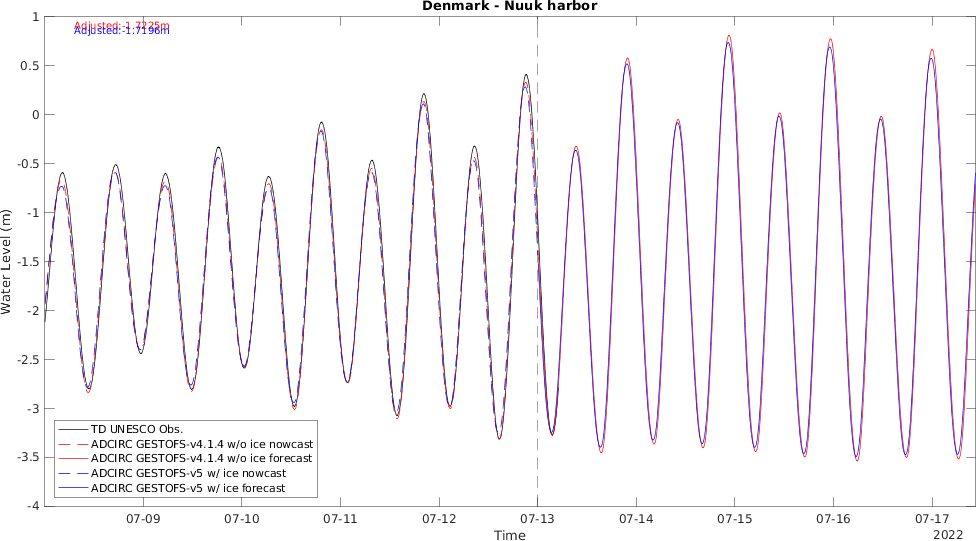 Denmark - Nuuk harbor
Adjusted:-1.7225m
Adjusted:-1.7196m
1
0.5
0
-0.5
-1
-1.5
-2
-2.5
-3
-3.5
-4
Water Level (m)
TD UNESCO Obs.
ADCIRC GESTOFS-v4.1.4 w/o ice nowcast
ADCIRC GESTOFS-v4.1.4 w/o ice forecast
ADCIRC GESTOFS-v5 w/ ice nowcast
ADCIRC GESTOFS-v5 w/ ice forecast
07-09 07-10 07-11 07-12 07-13 07-14 07-15 07-16 07-17
Time
2022